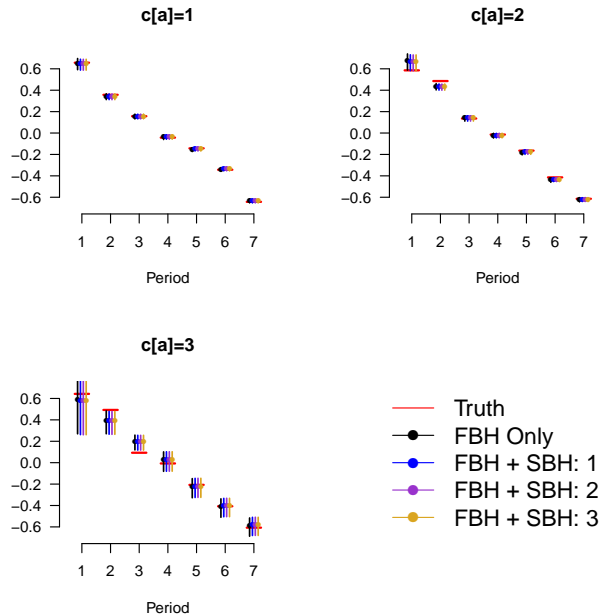 c[a]=1
0.6
0.4
0.2
0.0
−0.2
−0.4
−0.6
1 2 3 4 5 6 7
Period
c[a]=2
0.6
0.4
0.2
0.0
−0.2
−0.4
−0.6
1 2 3 4 5 6 7
Period
c[a]=3
0.6
0.4
0.2
0.0
−0.2
−0.4
−0.6
1 2 3 4 5 6 7
Period
Truth
FBH Only
FBH + SBH: 1
FBH + SBH: 2
FBH + SBH: 3